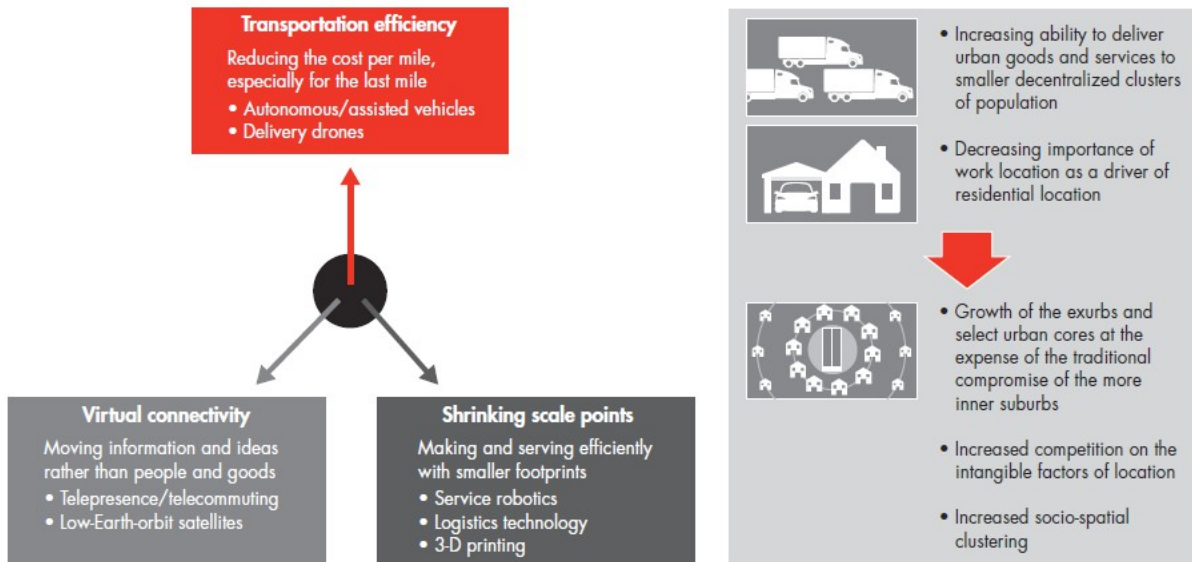 Transportation efficiency
Reducing the cost per mile,
especially for the last mile
• Autonomous/assisted vehicles
• Delivery drones
Virtual connectivity
Moving information and ideas
rather than people and goods
• Telepresence/telecommuting
• Low-Earth-orbit satellites
Shrinking scale points
Making and serving efficiently
with smaller footprints
• Service robotics
• Logistics technology
• 3-D printing
• Increasing ability to deliver
urban goods and services to
smaller decentralized clusters
of population
• Decreasing importance of
work location as a driver of
residential location
• Growth of the exurbs and
select urban cores at the
expense of the traditional
compromise of the more
inner suburbs
• Increased competition on the
intangible factors of location
• Increased socio-spatial
clustering